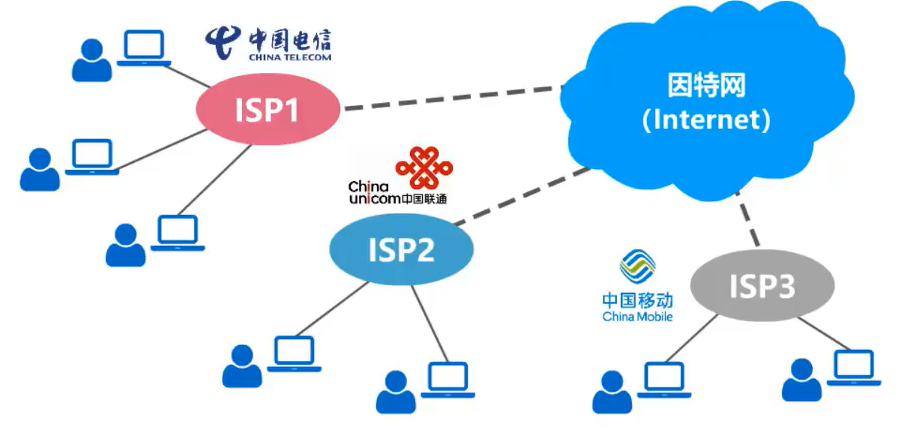 中国电信
CHINA TELECOM
ISP1
因特网
（Internet）
China
unicom中国联通
ISP2
中国移动
China Mobile
ISP3